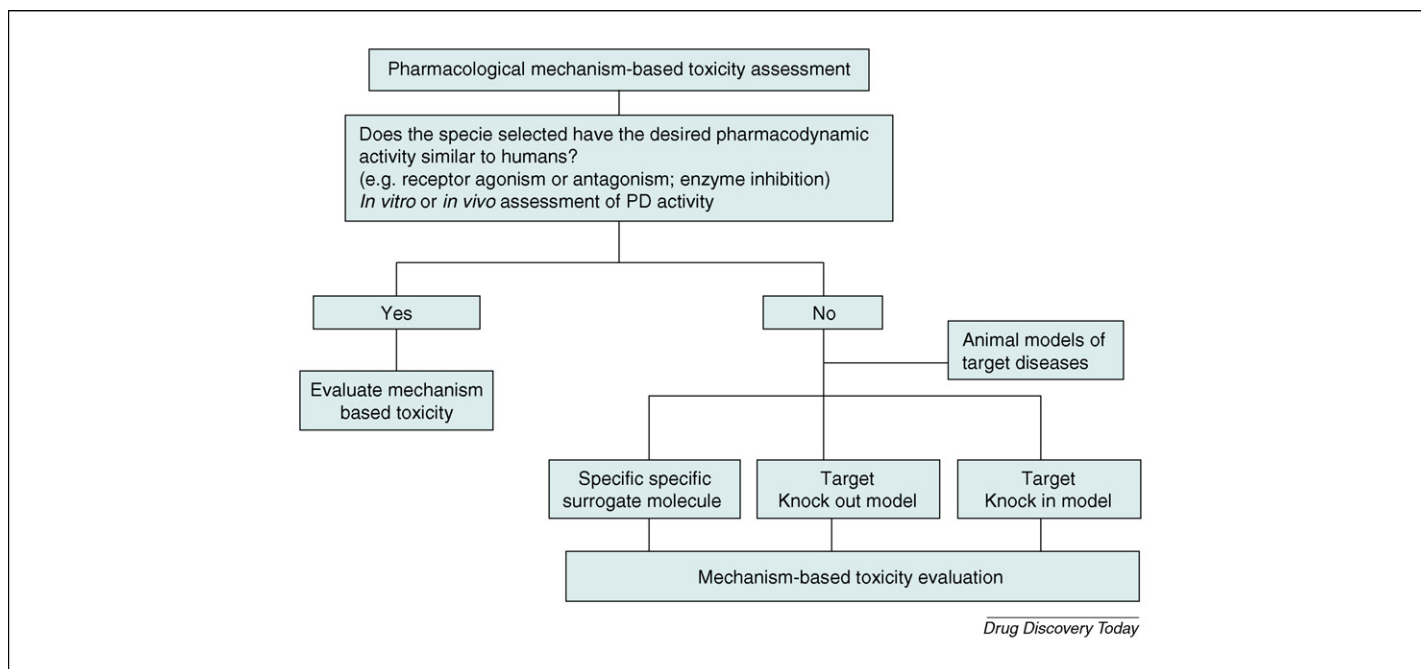 Pharmacological mechanism-based toxicity assessment
Does the specie selected have the desired pharmacodynamic
activity similar to humans?
(e.g. receptor agonism or antagonism; enzyme inhibition)
In vitro or in vivo assessment of PD activity
Yes
No
Animal models of
target diseases
Evaluate mechanism
based toxicity
Specific specific
surrogate molecule
Target
Knock out model
Target
Knock in model
Mechanism-based toxicity evaluation
Drug Discovery Today